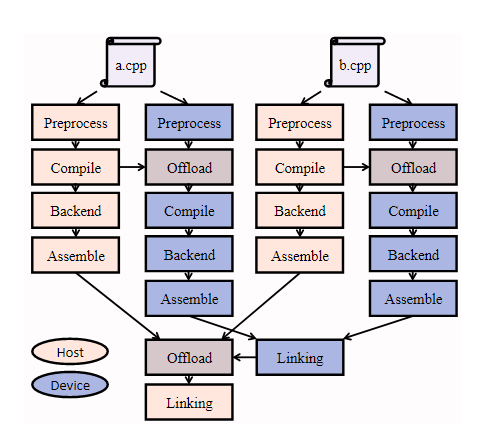 a.cpp
b.cpp
Preprocess
Preprocess
Preprocess
Preprocess
Compile
Offload
Compile
Offload
Backend
Compile
Backend
Compile
Assemble
Backend
Assemble
Backend
Assemble
Assemble
Host
Offload
Linking
Device
Linking